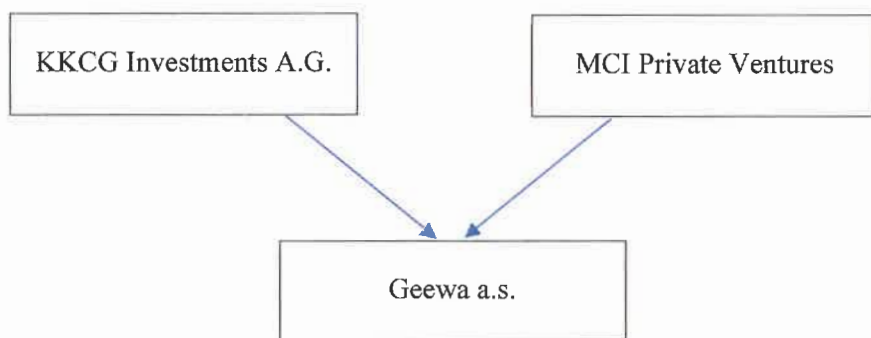 KKCG Investments A.G.
MCI Private Ventures
Geewa a.s.